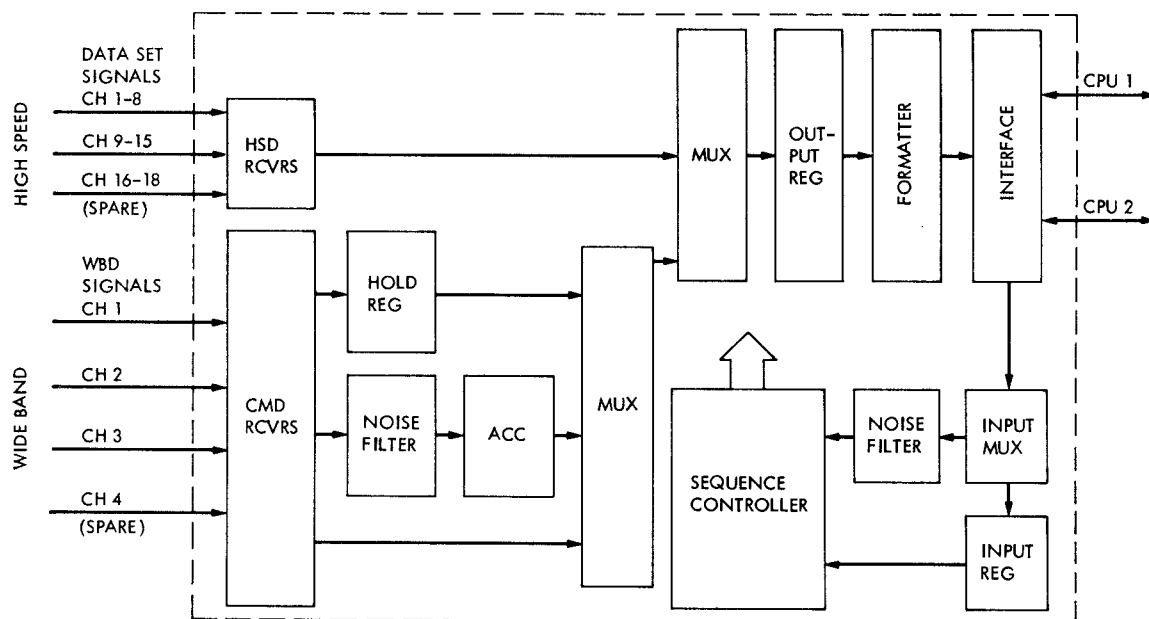 HIGH SPEED
DATA SET
SIGNALS
CH 1-8
CH 9-15
CH 16-18
(SPARE)
HSD
RCVRS
MUX
OUT-
PUT
REG
FORMATTER
INTERFACE
CPU 1
CPU 2
WIDE BAND
WBD
SIGNALS
CH 1
CH 2
CH 3
CH 4
(SPARE)
CMD
RCVRS
HOLD
REG
NOISE
FILTER
ACC
MUX
SEQUENCE
CONTROLLER
NOISE
FILTER
INPUT
MUX
INPUT
REG